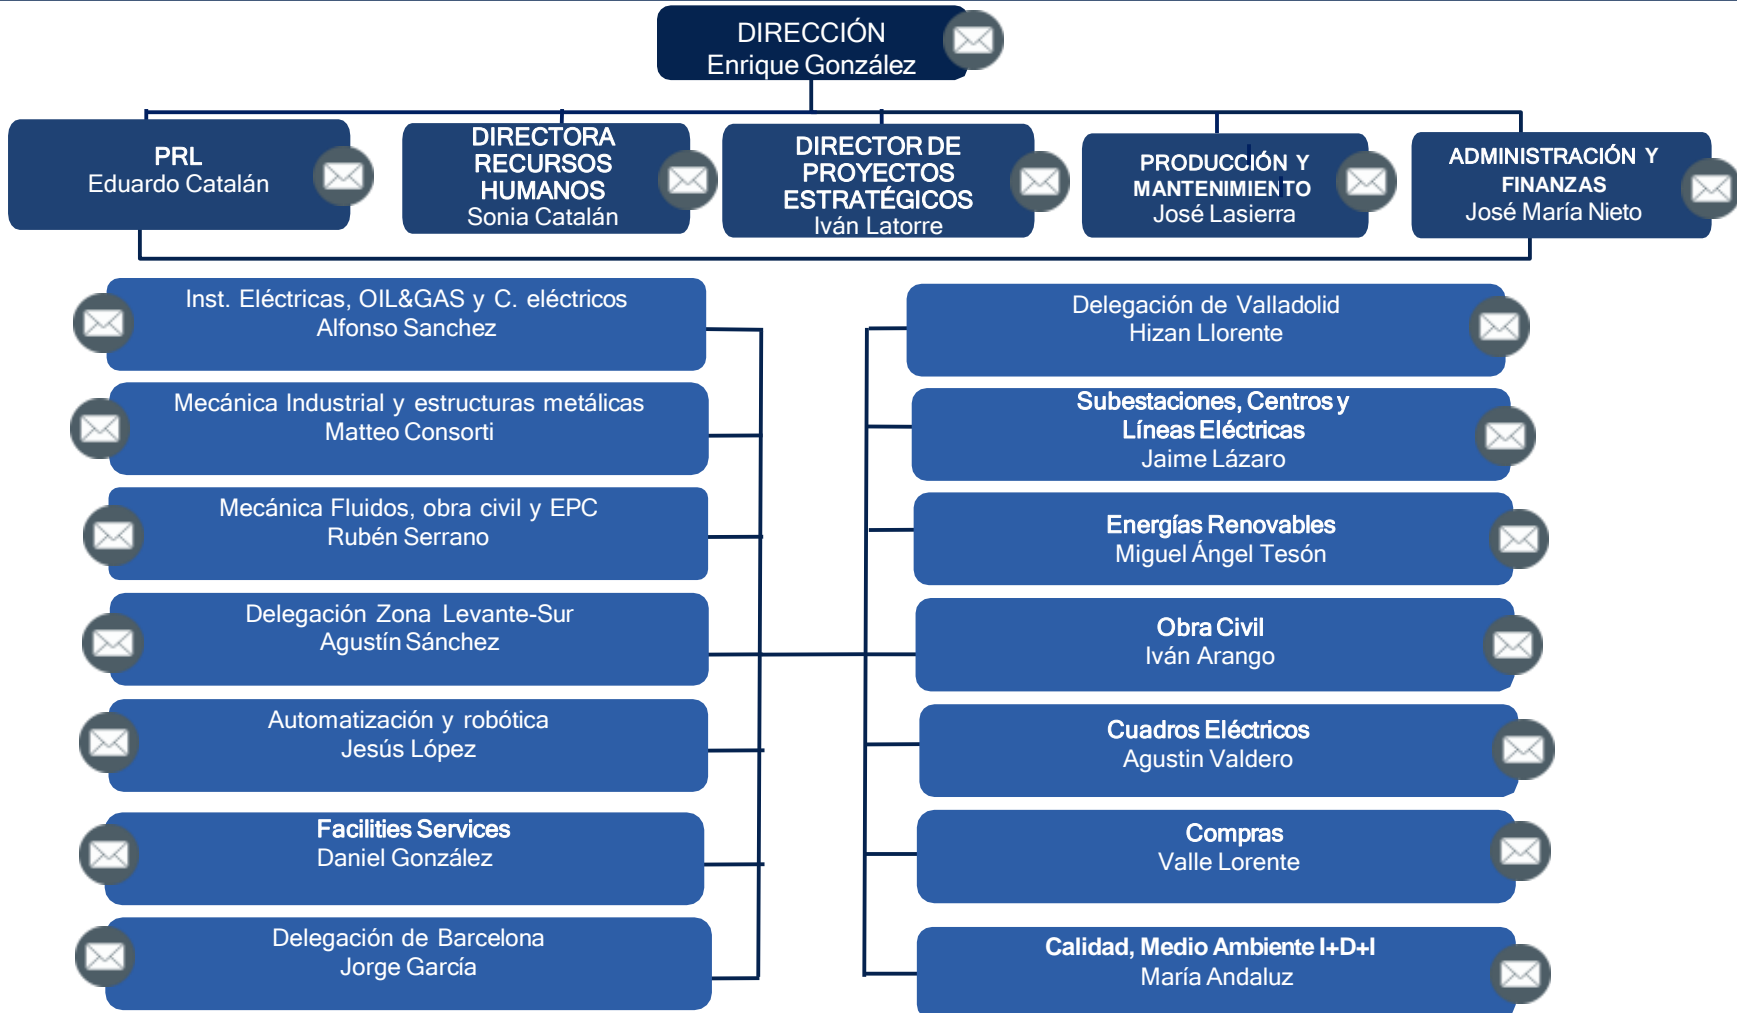 DIRECCIÓN
Enrique González
PRL
Eduardo Catalán
DIRECTORA
RECURSOS
HUMANOS
Sonia Catalán
DIRECTOR DE
PROYECTOS
ESTRATÉGICOS
Iván Latorre
PRODUCCIÓN Y
MANTENIMIENTO
José Lasierra
ADMINISTRACIÓN Y
FINANZAS
José María Nieto
Inst. Eléctricas, OIL&GAS y C. eléctricos
Alfonso Sanchez
Mecánica Industrial y estructuras metálicas
Matteo Consorti
Mecánica Fluidos, obra civil y EPC
Rubén Serrano
Delegación Zona Levante-Sur
Agustín Sánchez
Automatización y robótica
Jesús López
Facilities Services
Daniel González
Delegación de Barcelona
Jorge García
Delegación de Valladolid
Hizan Llorente
Subestaciones, Centros y
Líneas Eléctricas
Jaime Lázaro
Energías Renovables
Miguel Ángel Tesón
Obra Civil
Iván Arango
Cuadros Eléctricos
Agustin Valdero
Compras
Valle Lorente
Calidad, Medio Ambiente I+D+I
María Andaluz